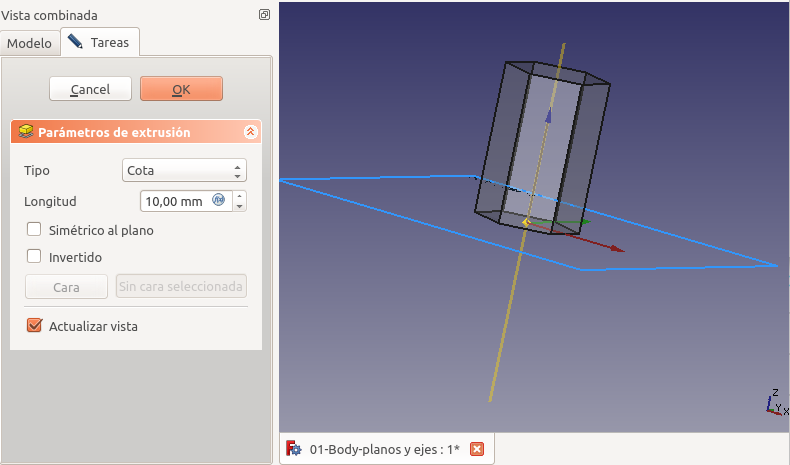 Vista combinada
Modelo
Tareas
Cancel
OK
Parámetros de extrusión
Tipo
Cota
Longitud
10,00 mm
Simétrico al plano
Invertido
Cara
Sin cara seleccionada
Actualizar vista
Z
Y
X
01-Body-planos y ejes : 1*